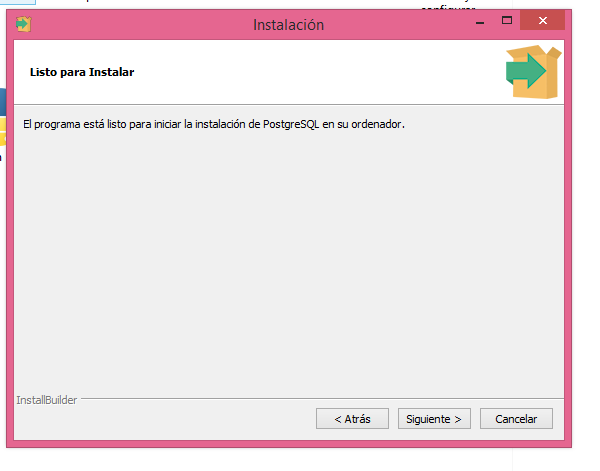 configurar
Instalación
Listo para Instalar
El programa está listo para iniciar la instalación de PostgreSQL en su ordenador.
InstallBuilder
< Atrás
Siguiente >
Cancelar